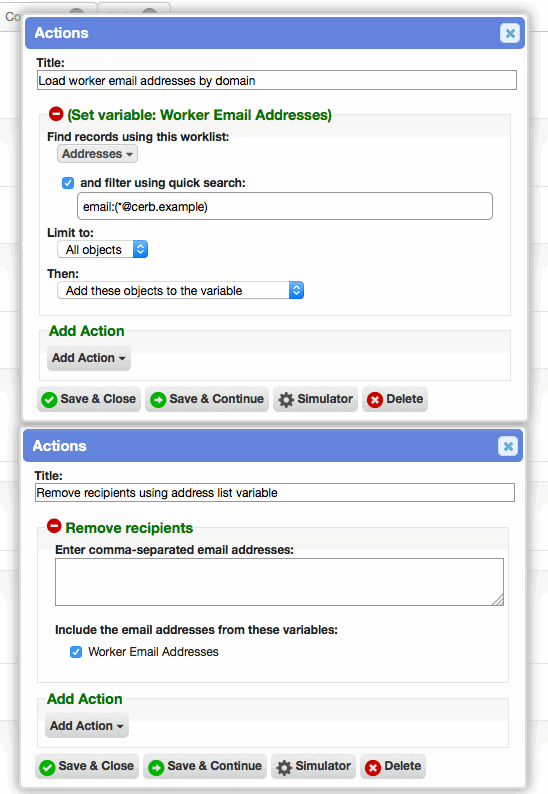 Actions
Title:
Load worker email addresses by domain
(Set variable: Worker Email Addresses)
Find records using this worklist:
Addresses
and filter using quick search:
email:(*@cerb.example)
Limit to:
All objects
Then:
Add these objects to the variable
Add Action
Add Action
Save & Close Save & Continue Simulator Delete
Actions
Title:
Remove recipients using address list variable
Remove recipients
Enter comma-separated email addresses:
Include the email addresses from these variables:
Worker Email Addresses
Add Action
Add Action
Save & Close Save & Continue Simulator Delete